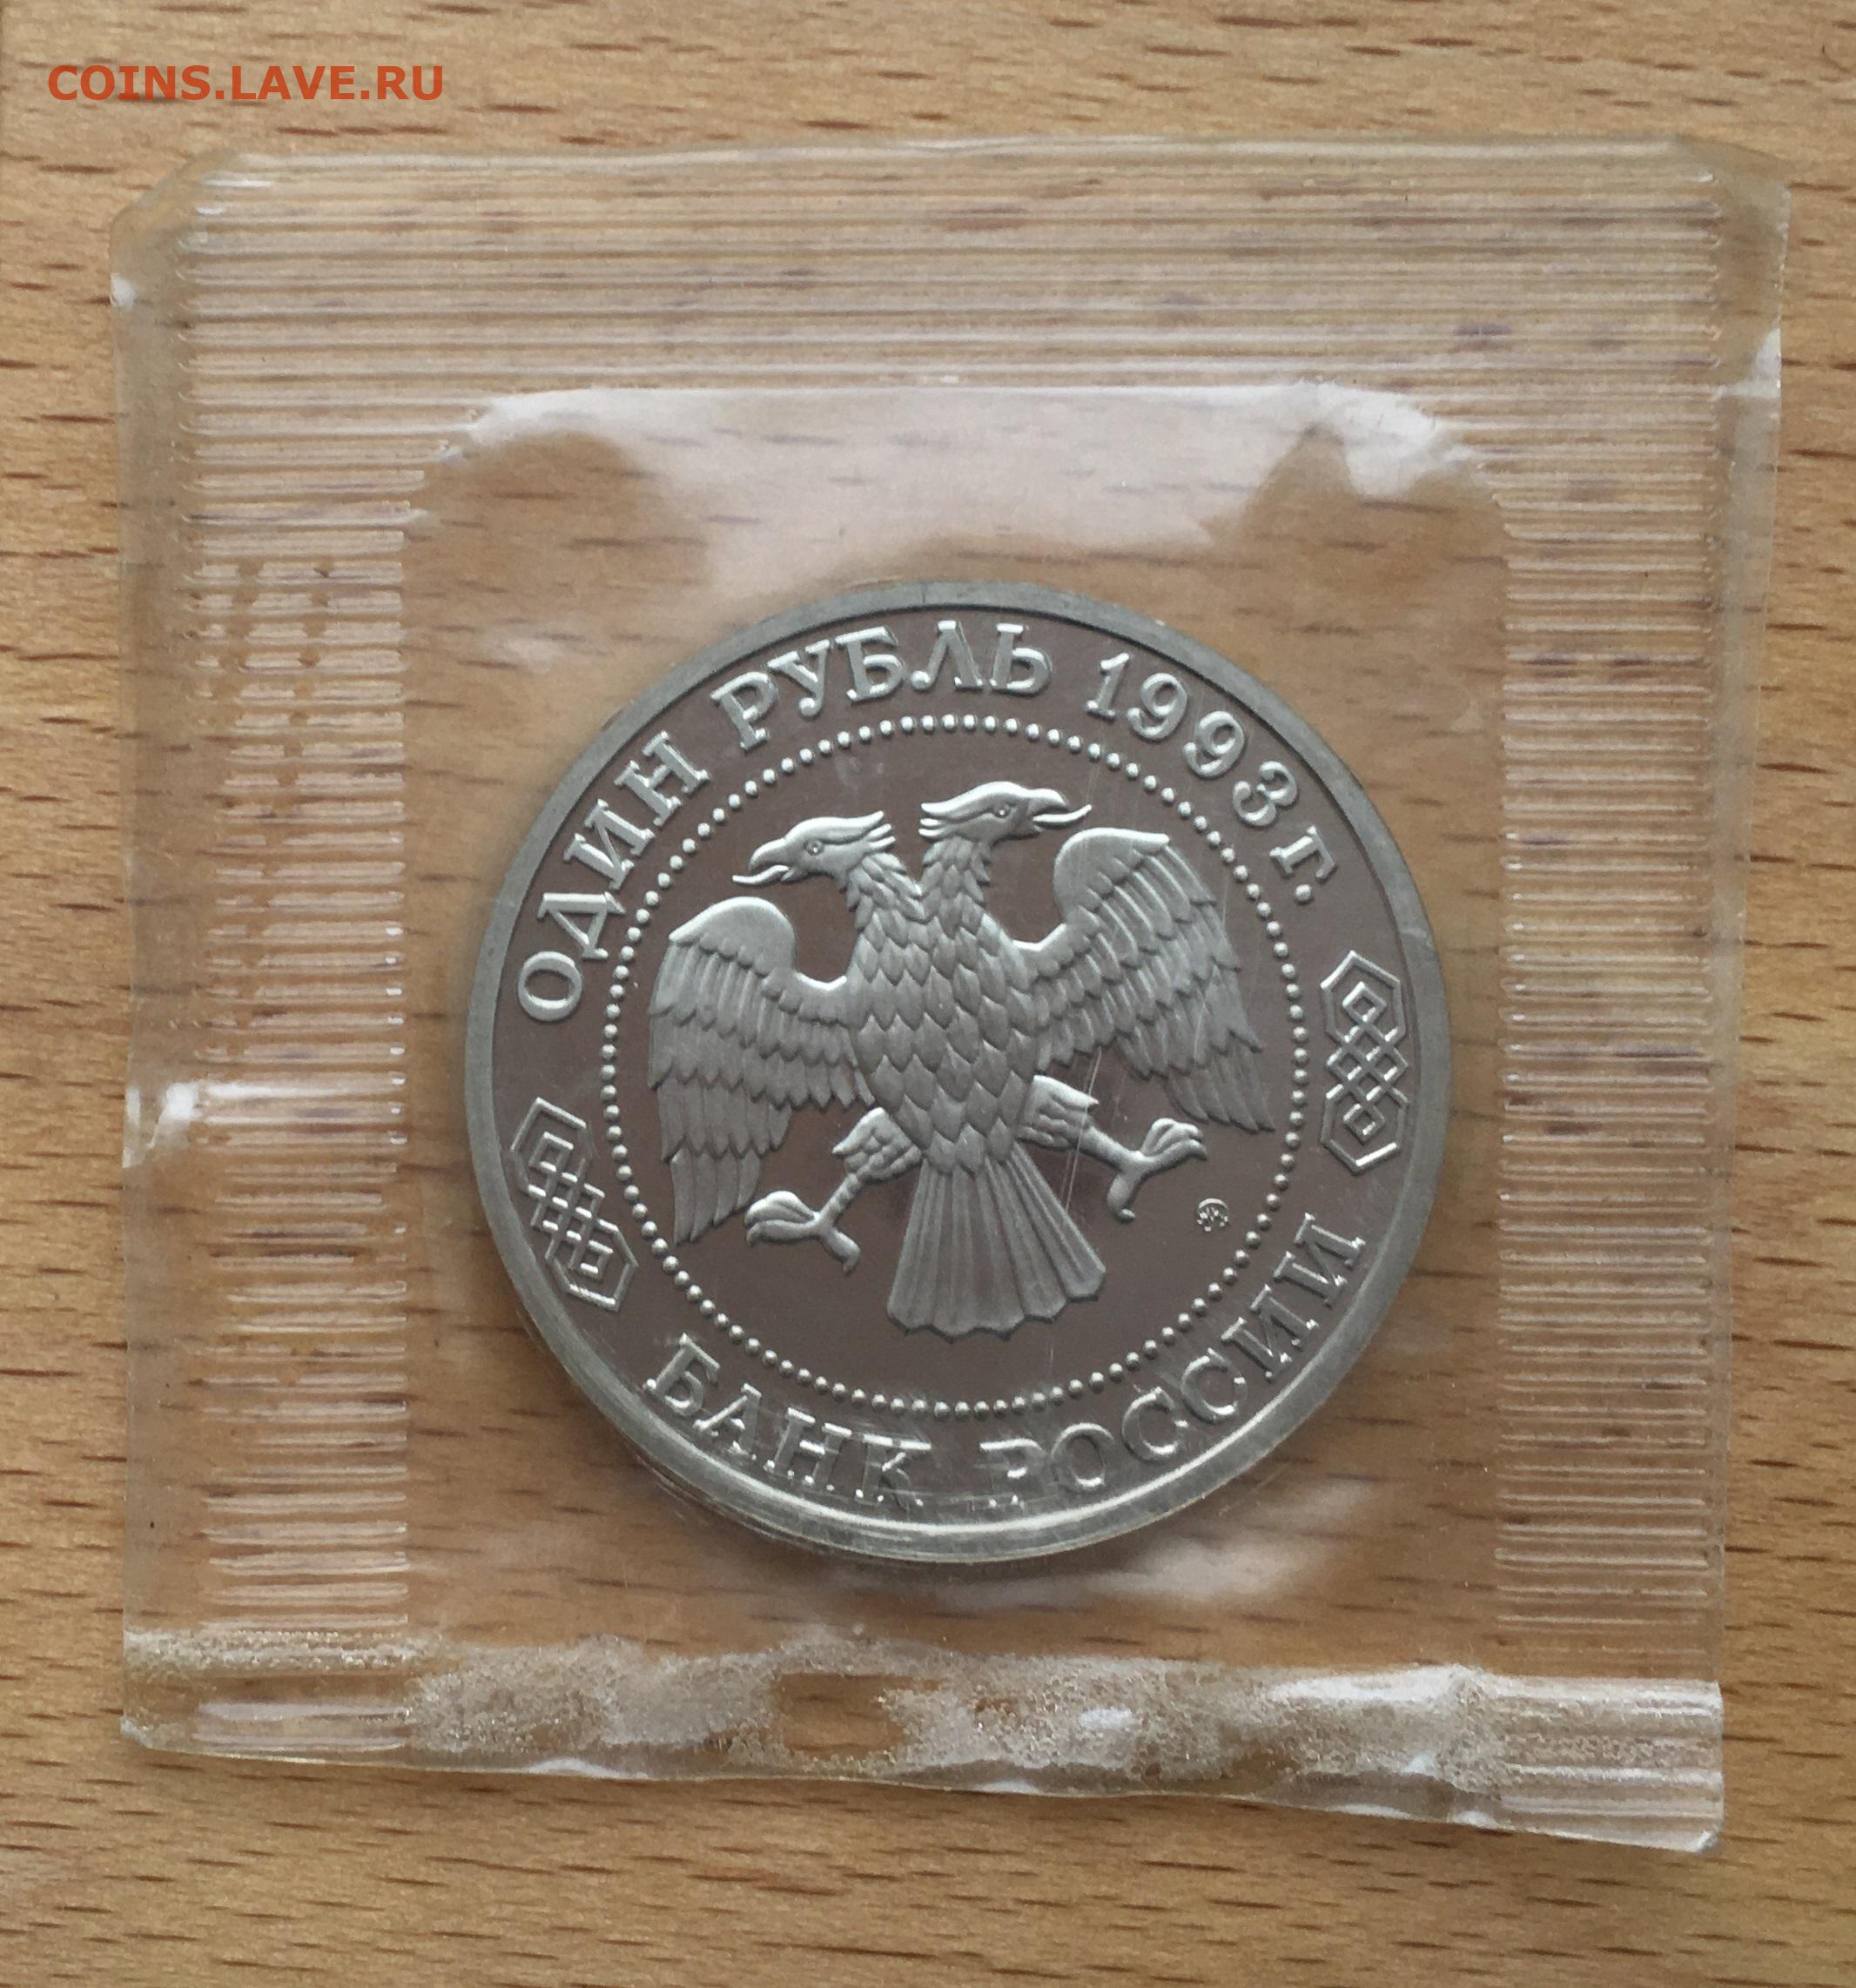 COINS.LAVE.RU
ОДИН РУБЛЬ 1993 г.
БАНК РОССИИ